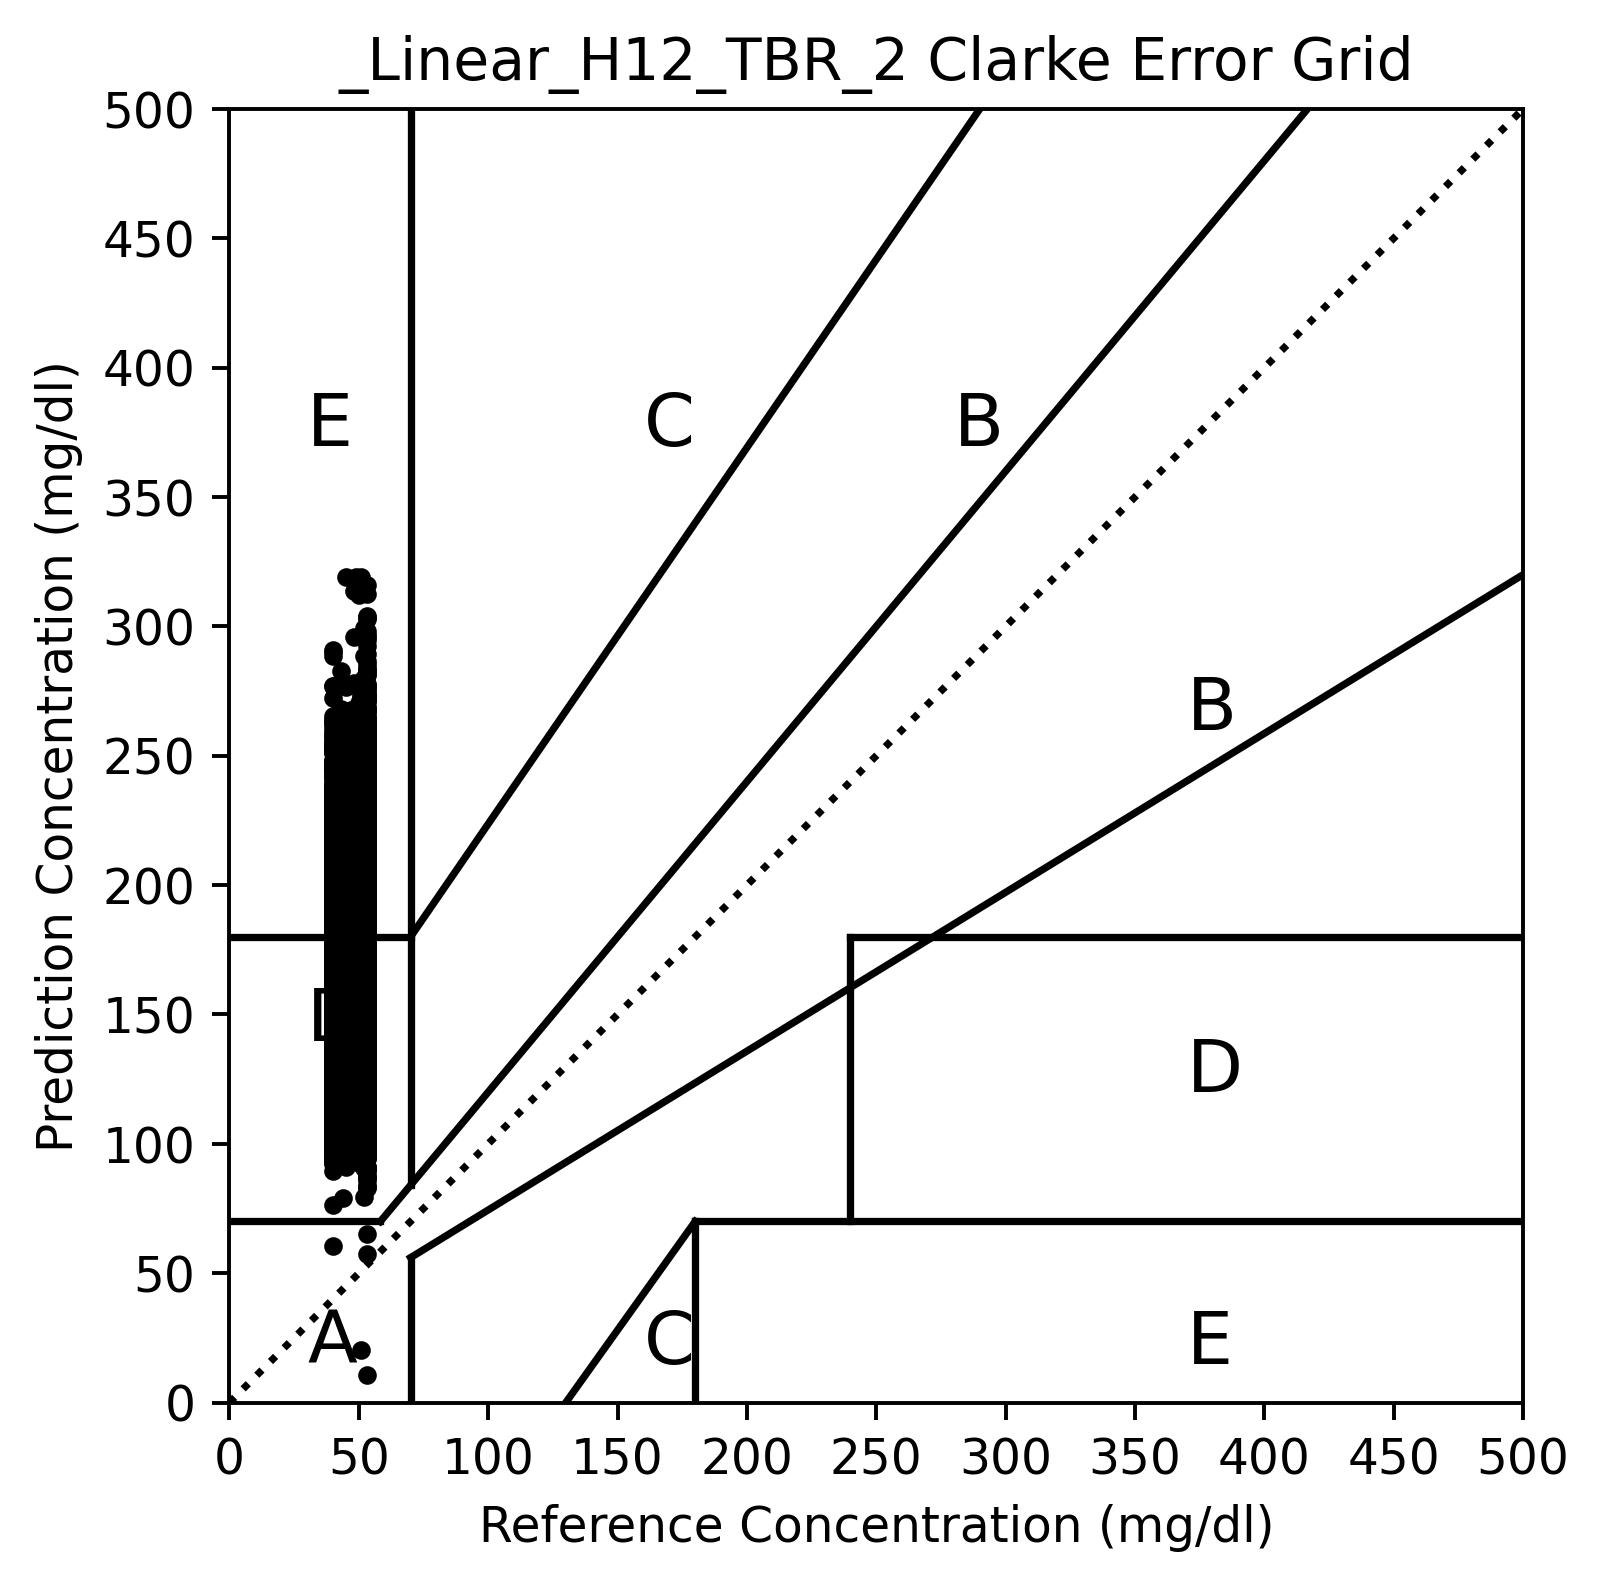 _Linear_H12_TBR_2 Clarke Error Grid
Prediction Concentration (mg/dl)
500
450
400
350
300
250
200
150
100
50
0
E
C
B
B
D
A
C
E
0 50 100 150 200 250 300 350 400 450 500
Reference Concentration (mg/dl)